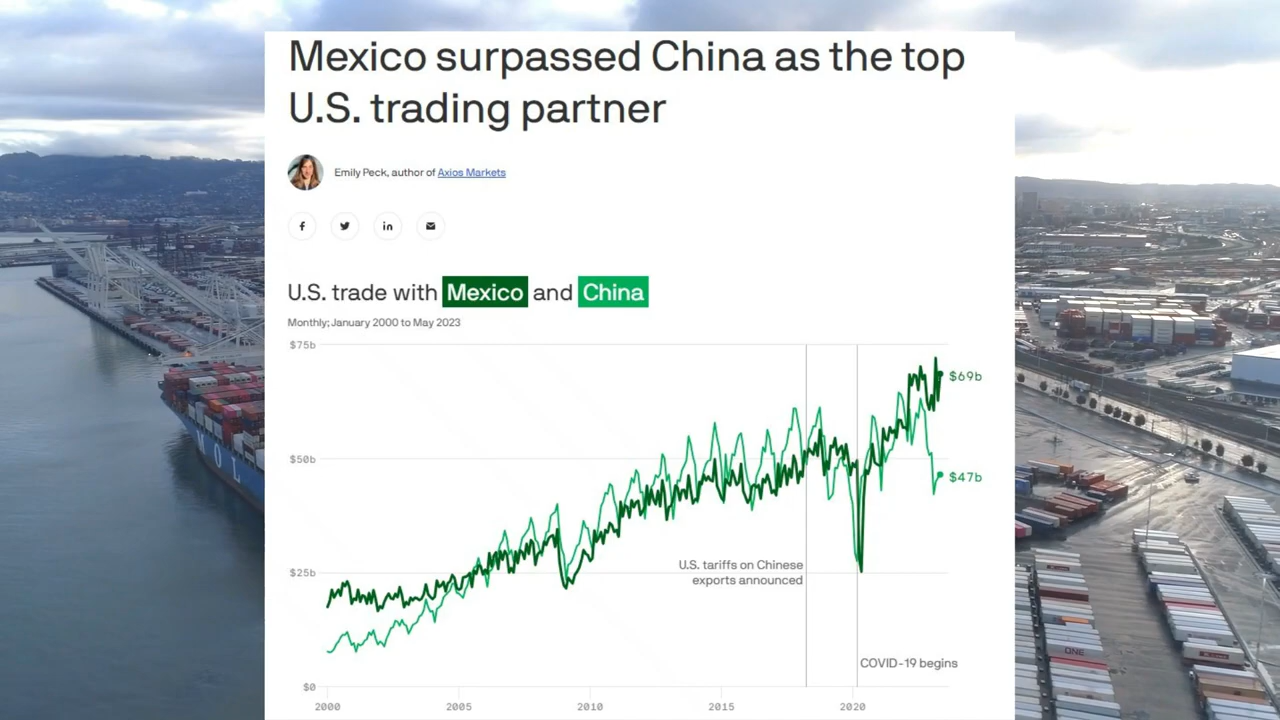 Mexico surpassed China as the top
U.S. trading partner
Emily Peck, author of Axios Markets
U.S. trade with Mexico and China
Monthly; January 2000 to May 2023
$75b
$69b
$50b
$47b
U.S. tariffs on Chinese
exports announced
$25b
COVID-19 begins
$0
2000 2005 2010 2015 2020
OL
ONE